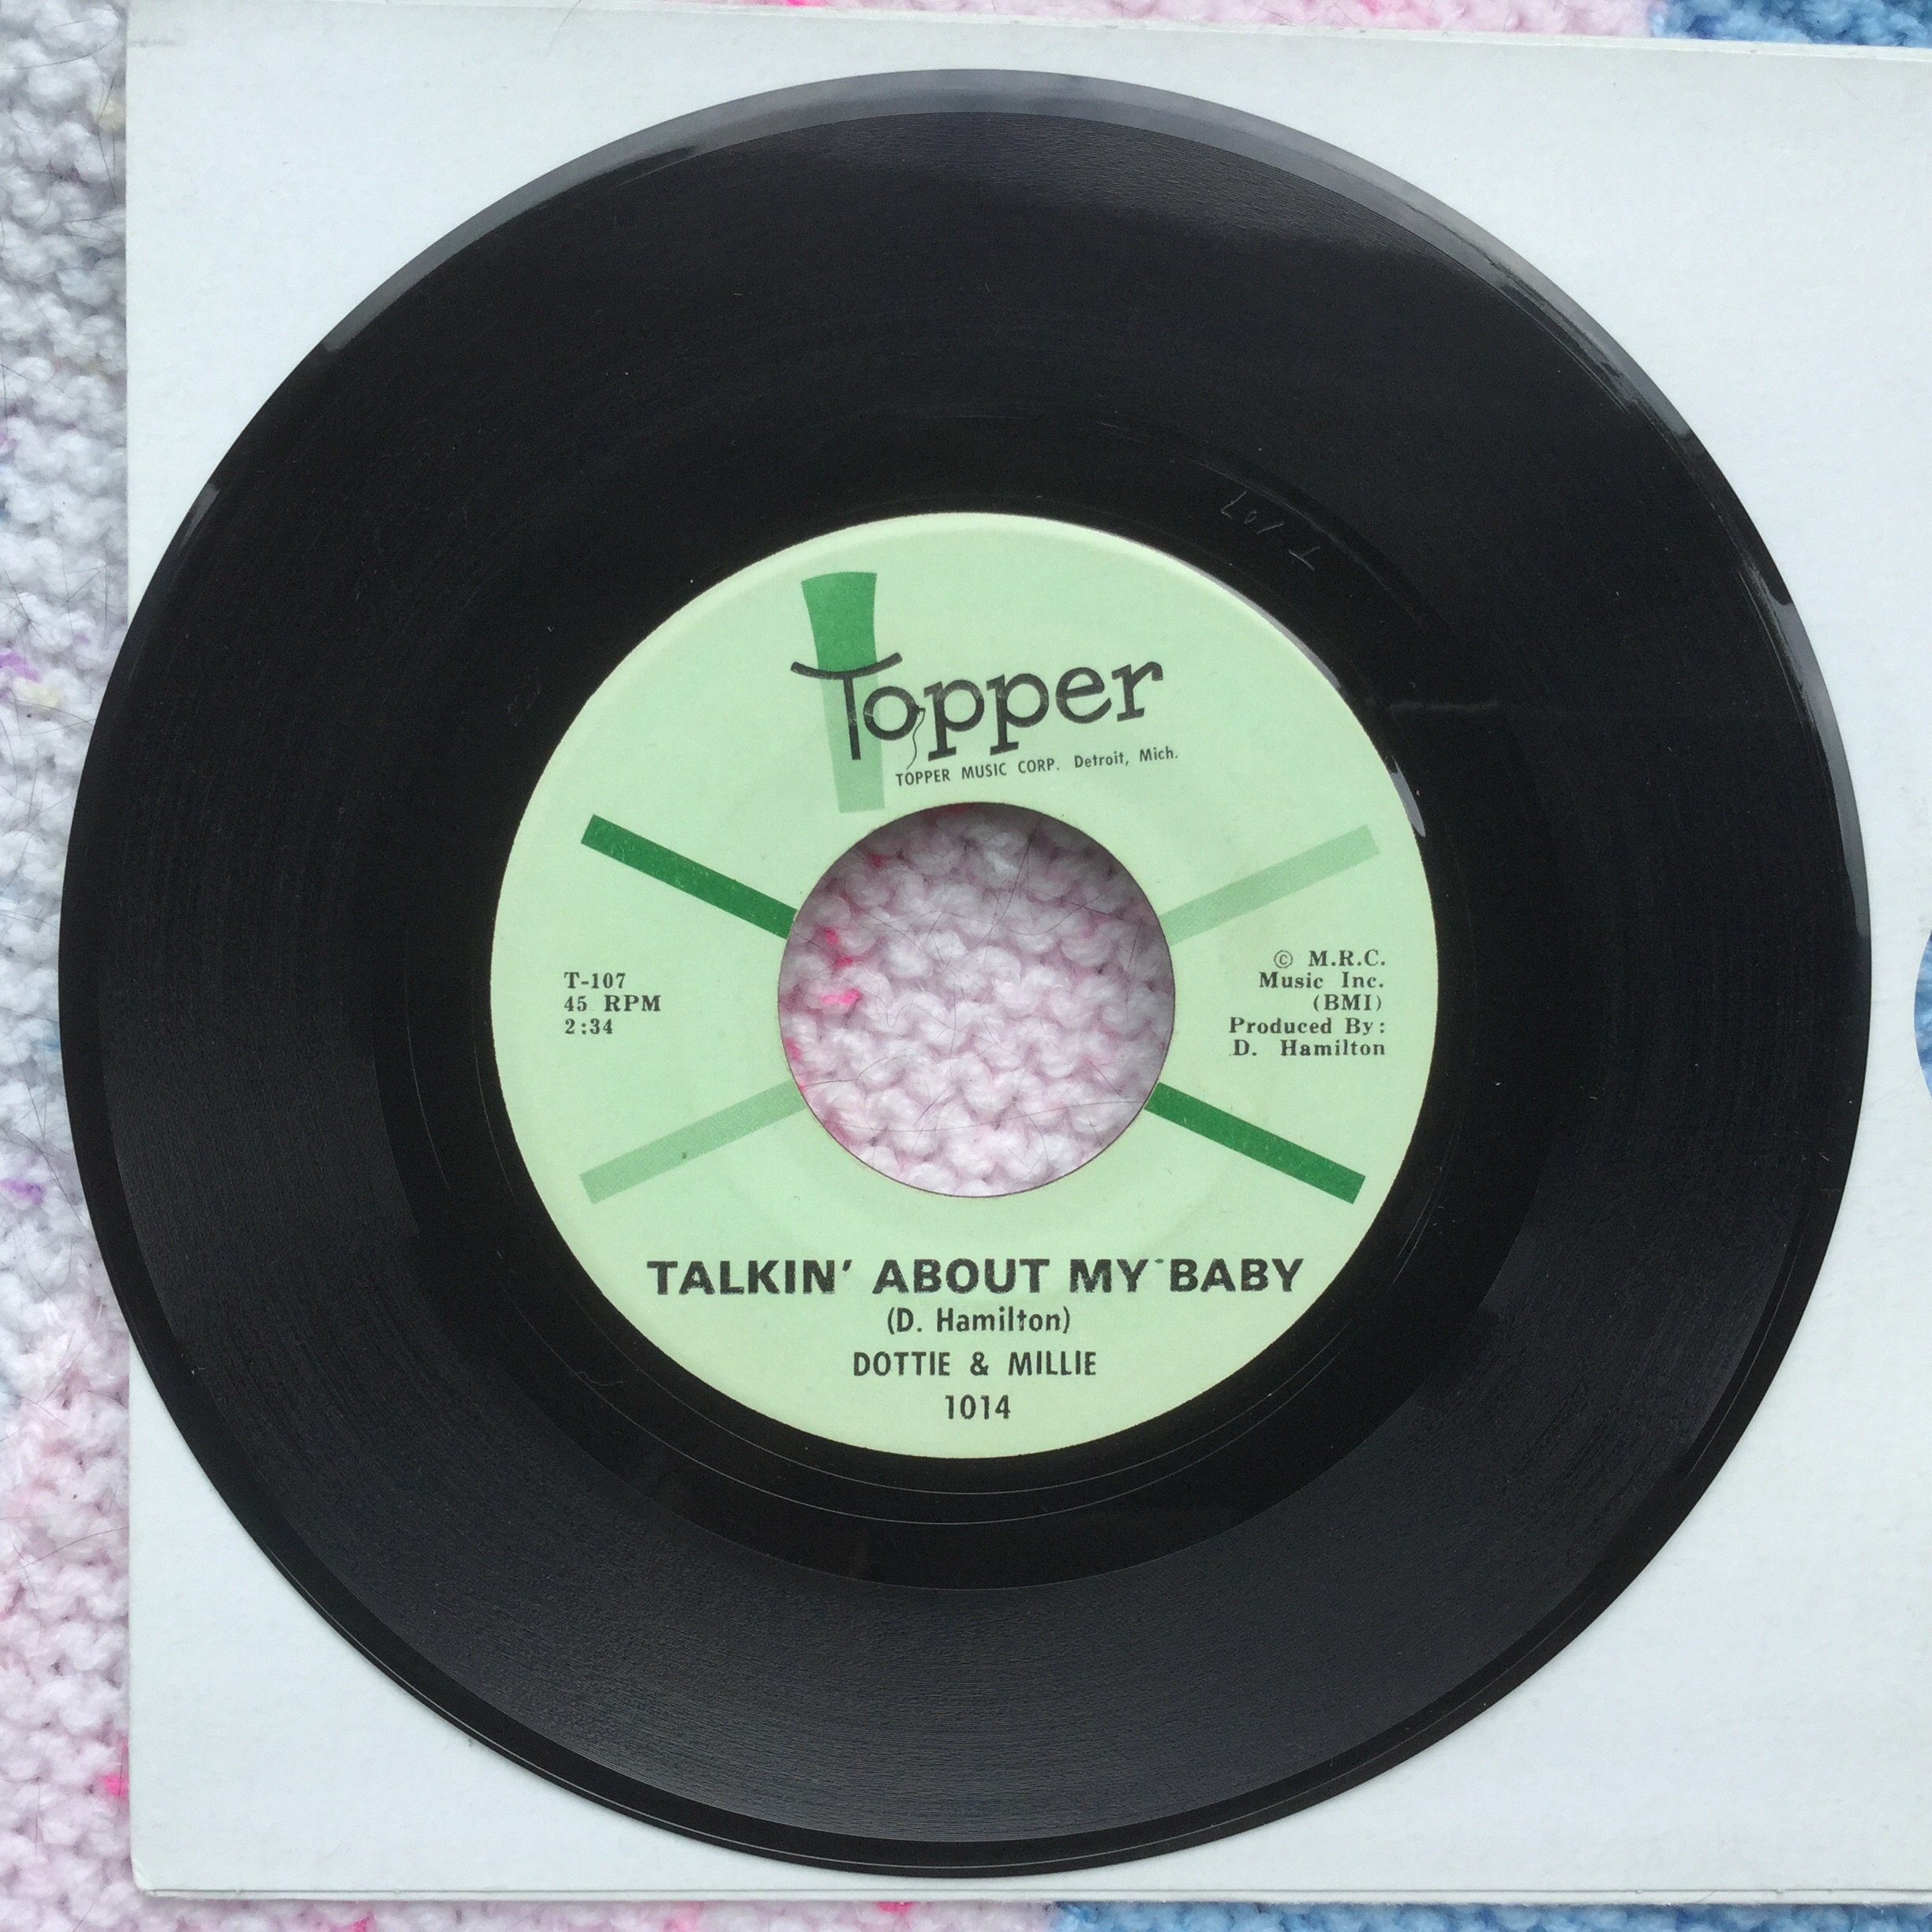 T 107
Topper
TOPPER MUSIC CORP. Detroit, Mich.
T-107
45 RPM
2:34
© M.R.C.
Music Inc.
(BMI)
Produced By:
D. Hamilton
TALKIN' ABOUT MY BABY
(D. Hamilton)
DOTTIE & MILLIE
1014